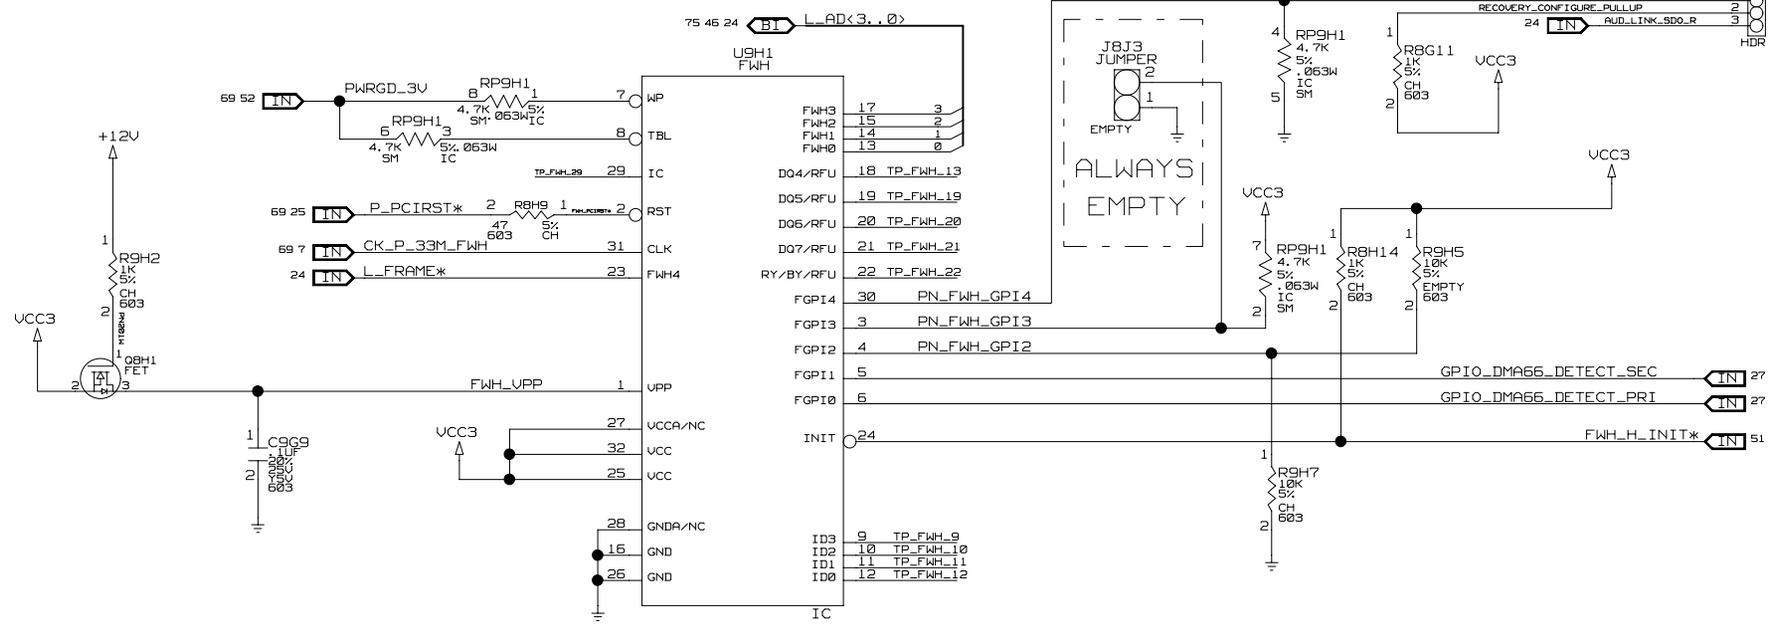 75 46 24 BI L_AD<3..0>
RECOVERY_CONFIGURE_PULLUP 2
24 IN AUD_LINK_SDO_R 3
HDR
U9H1
FWH
J8J3
JUMPER
2
1
EMPTY
ALWAYS
EMPTY
4 RP9H1
4.7K
5%
.063W
IC
5 SM
1 R8G11
1K
5%
CH
2 603
VCC3
69 52 IN PWRGD_3V 8 RP9H1 1 7 WP
4.7K 5%
SM .063W IC
6 RP9H1 3 8 TBL
4.7K 5% .063W
SM IC
TP_FWH_29 29 IC
69 25 IN P_PCIRST* 2 R8H9 1 FWH_PCIRST* 2 RST
47 5%
603 CH
69 7 IN CK_P_33M_FWH 31 CLK
24 IN L_FRAME* 23 FWH4
+12V
1
R9H2
1K
5%
CH
603
2
PN2D1M
VCC3
1 Q8H1
FET
2 3
FWH_VPP 1 VPP
1 C9G9
.1UF
20%
25V
Y5V
2 603
VCC3
27 VCCA/NC
32 VCC
25 VCC
28 GNDA/NC
16 GND
26 GND
FWH3 17 3
FWH2 15 2
FWH1 14 1
FWH0 13 0
DQ4/RFU 18 TP_FWH_13
DQ5/RFU 19 TP_FWH_19
DQ6/RFU 20 TP_FWH_20
DQ7/RFU 21 TP_FWH_21
RY/BY/RFU 22 TP_FWH_22
FGPI4 30 PN_FWH_GPI4
FGPI3 3 PN_FWH_GPI3
FGPI2 4 PN_FWH_GPI2
FGPI1 5 GPIO_DMA66_DETECT_SEC IN 27
FGPI0 6 GPIO_DMA66_DETECT_PRI IN 27
INIT 24 FWH_H_INIT* IN 51
ID3 9 TP_FWH_9
ID2 10 TP_FWH_10
ID1 11 TP_FWH_11
ID0 12 TP_FWH_12
IC
VCC3
7 RP9H1
4.7K
5%
.063W
IC
2 SM
VCC3
1 R8H14
1K
5%
CH
2 603
1 R9H5
10K
5%
EMPTY
2 603
1 R9H7
10K
5%
CH
2 603